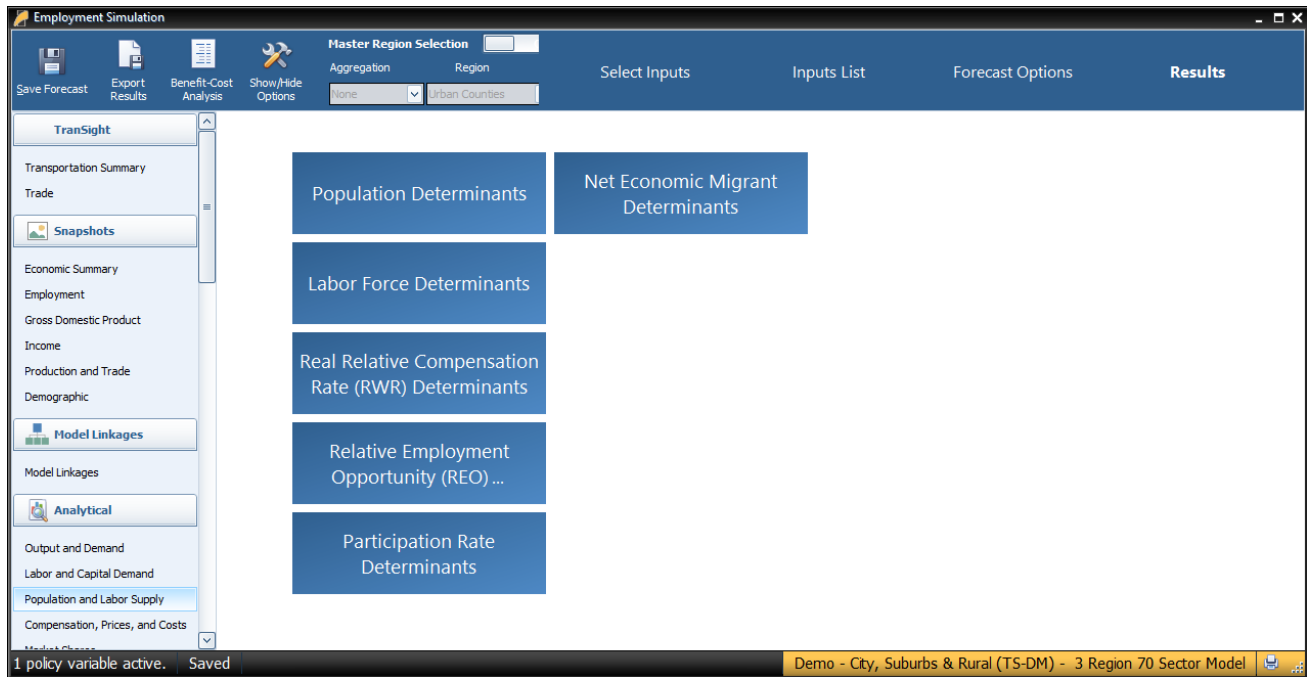 Employment Simulation
Save Forecast
Export
Results
Benefit-Cost
Analysis
Show/Hide
Options
Master Region Selection
Aggregation
Region
None
Urban Counties
Select Inputs
Inputs List
Forecast Options
Results
TranSight
Transportation Summary
Trade
Snapshots
Economic Summary
Employment
Gross Domestic Product
Income
Production and Trade
Demographic
Model Linkages
Model Linkages
Analytical
Output and Demand
Labor and Capital Demand
Population and Labor Supply
Compensation, Prices, and Costs
Population Determinants
Net Economic Migrant
Determinants
Labor Force Determinants
Real Relative Compensation
Rate (RWR) Determinants
Relative Employment
Opportunity (REO) ...
Participation Rate
Determinants
1 policy variable active.
Saved
Demo - City, Suburbs & Rural (TS-DM) - 3 Region 70 Sector Model